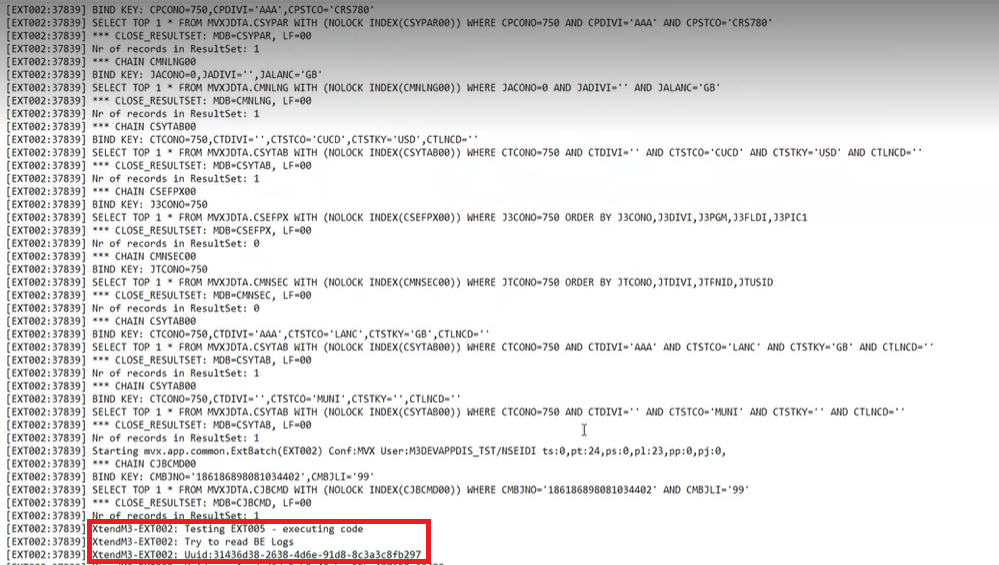 [EXT002:37839] BIND KEY: CPCONO=750,CPDIVI='AAA',CPSTCO='CRS780'
[EXT002:37839] SELECT TOP 1 * FROM MVXJDTA.CSYPAR WITH (NOLOCK INDEX(CSYPAR00)) WHERE CPCONO=750 AND CPDIVI='AAA' AND CPSTCO='CRS780'
[EXT002:37839] *** CLOSE_RESULTSET: MDB=CSYPAR, LF=00
[EXT002:37839] Nr of records in ResultSet: 1
[EXT002:37839] *** CHAIN CMNLNG00
[EXT002:37839] BIND KEY: JACONO=0,JADIVI='',JALANC='GB'
[EXT002:37839] SELECT TOP 1 * FROM MVXJDTA.CMNLNG WITH (NOLOCK INDEX(CMNLNG00)) WHERE JACONO=0 AND JADIVI='' AND JALANC='GB'
[EXT002:37839] *** CLOSE_RESULTSET: MDB=CMNLNG, LF=00
[EXT002:37839] Nr of records in ResultSet: 1
[EXT002:37839] *** CHAIN CSYTAB00
[EXT002:37839] BIND KEY: CTCONO=750,CTDIVI='',CTSTCO='CUCD',CTSTKY='USD',CTLNCD=''
[EXT002:37839] SELECT TOP 1 * FROM MVXJDTA.CSYTAB WITH (NOLOCK INDEX(CSYTAB00)) WHERE CTCONO=750 AND CTDIVI='' AND CTSTCO='CUCD' AND CTSTKY='USD' AND CTLNCD=''
[EXT002:37839] *** CLOSE_RESULTSET: MDB=CSYTAB, LF=00
[EXT002:37839] Nr of records in ResultSet: 1
[EXT002:37839] *** CHAIN CSEFPX00
[EXT002:37839] BIND KEY: J3CONO=750
[EXT002:37839] SELECT TOP 1 * FROM MVXJDTA.CSEFPX WITH (NOLOCK INDEX(CSEFPX00)) WHERE J3CONO=750 ORDER BY J3CONO,J3DIVI,J3PGM,J3FLDI,J3PIC1
[EXT002:37839] *** CLOSE_RESULTSET: MDB=CSEFPX, LF=00
[EXT002:37839] Nr of records in ResultSet: 0
[EXT002:37839] *** CHAIN CMNSEC00
[EXT002:37839] BIND KEY: JTCONO=750
[EXT002:37839] SELECT TOP 1 * FROM MVXJDTA.CMNSEC WITH (NOLOCK INDEX(CMNSEC00)) WHERE JTCONO=750 ORDER BY JTCONO,JTDIVI,JTFNID,JTUSID
[EXT002:37839] *** CLOSE_RESULTSET: MDB=CMNSEC, LF=00
[EXT002:37839] Nr of records in ResultSet: 0
[EXT002:37839] *** CHAIN CSYTAB00
[EXT002:37839] BIND KEY: CTCONO=750,CTDIVI='AAA',CTSTCO='LANC',CTSTKY='GB',CTLNCD=''
[EXT002:37839] SELECT TOP 1 * FROM MVXJDTA.CSYTAB WITH (NOLOCK INDEX(CSYTAB00)) WHERE CTCONO=750 AND CTDIVI='AAA' AND CTSTCO='LANC' AND CTSTKY='GB' AND CTLNCD=''
[EXT002:37839] *** CLOSE_RESULTSET: MDB=CSYTAB, LF=00
[EXT002:37839] Nr of records in ResultSet: 1
[EXT002:37839] *** CHAIN CSYTAB00
[EXT002:37839] BIND KEY: CTCONO=750,CTDIVI='',CTSTCO='MUNI',CTSTKY='',CTLNCD=''
[EXT002:37839] SELECT TOP 1 * FROM MVXJDTA.CSYTAB WITH (NOLOCK INDEX(CSYTAB00)) WHERE CTCONO=750 AND CTDIVI='' AND CTSTCO='MUNI' AND CTSTKY='' AND CTLNCD=''
[EXT002:37839] *** CLOSE_RESULTSET: MDB=CSYTAB, LF=00
[EXT002:37839] Nr of records in ResultSet: 1
[EXT002:37839] Starting mvx.app.common.ExtBatch(EXT002) Conf:MVX User:M3DEVAPPDIS_TST/NSEIDI ts:0,pt:24,ps:0,pl:23,pp:0,pj:0,
[EXT002:37839] *** CHAIN CJBCMD00
[EXT002:37839] BIND KEY: CMBJNO='186186898081034402',CMBJLI='99'
[EXT002:37839] SELECT TOP 1 * FROM MVXJDTA.CJBCMD WITH (NOLOCK INDEX(CJBCMD00)) WHERE CMBJNO='186186898081034402' AND CMBJLI='99'
[EXT002:37839] *** CLOSE_RESULTSET: MDB=CJBCMD, LF=00
[EXT002:37839] Nr of records in ResultSet: 1
[EXT002:37839] XtendM3-EXT002: Testing EXT005 - executing code
[EXT002:37839] XtendM3-EXT002: Try to read BE Logs
[EXT002:37839] XtendM3-EXT002: Uuid:31436d38-2638-4d6e-91d8-8c3a3c8fb297